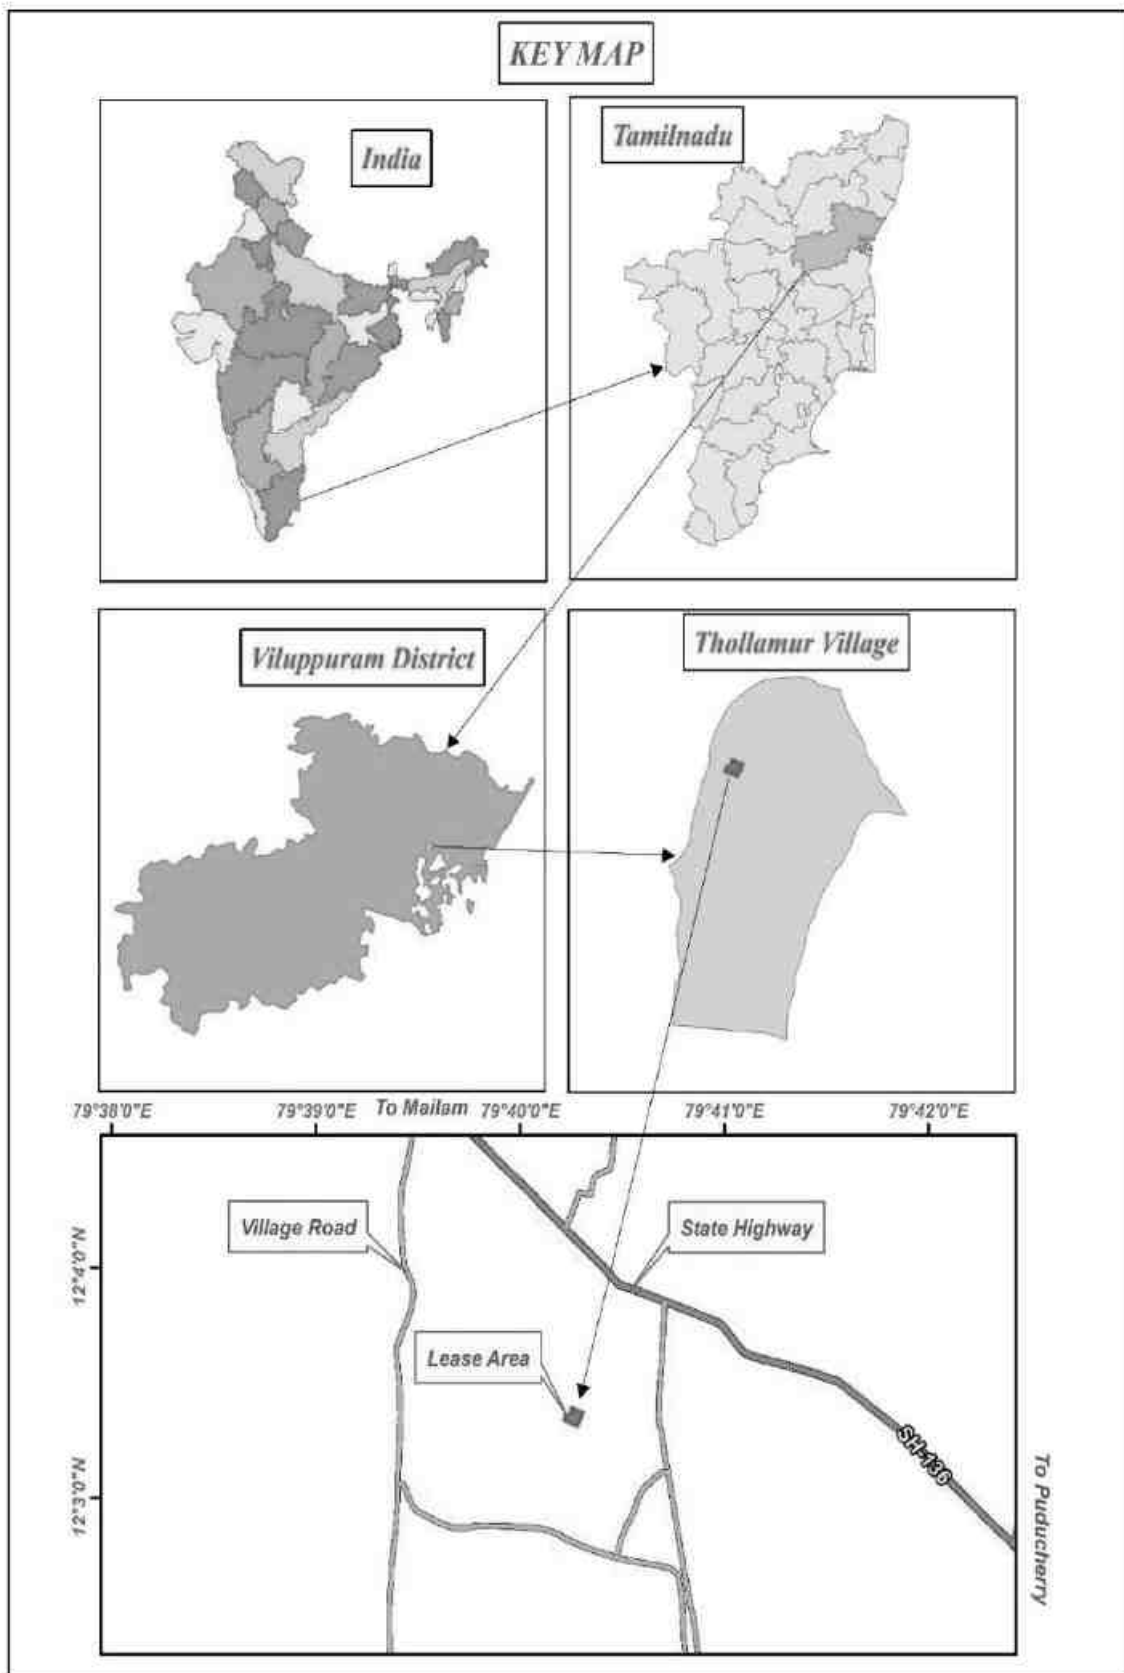 KEY MAP
India
Tamilnadu
Viluppuram District
Thollamur Village
79°38'0"E
79°39'0"E
To Mailam
79°40'0"E
79°41'0"E
79°42'0"E
Village Road
State Highway
12°4'0"N
Lease Area
SH-136
12°3'0"N
To Puducherry